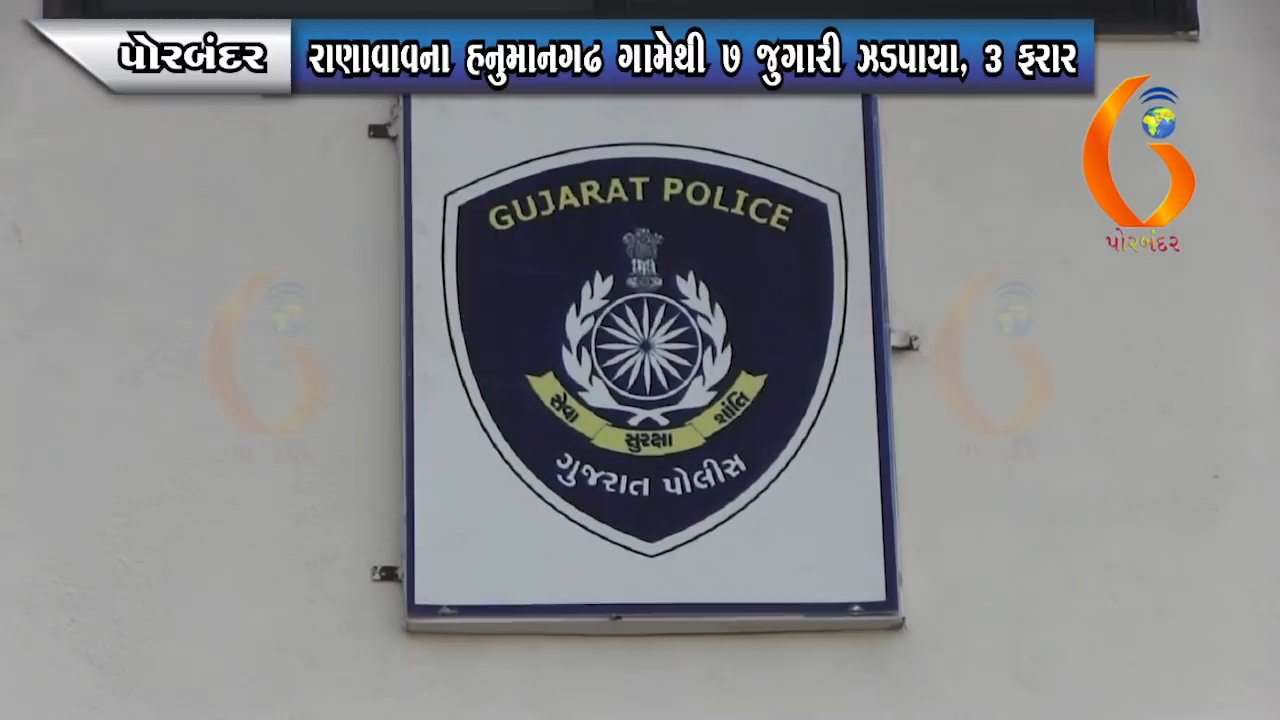 પોરબંદર
રાણાવાવના હનુમાનગઢ ગામેથી ૭ જુગારી ઝડપાયા, ૩ ફરાર
પોરબંદર
GUJARAT POLICE
સેવા
સુરક્ષા
શાંતિ
ગુજરાત પોલીસ